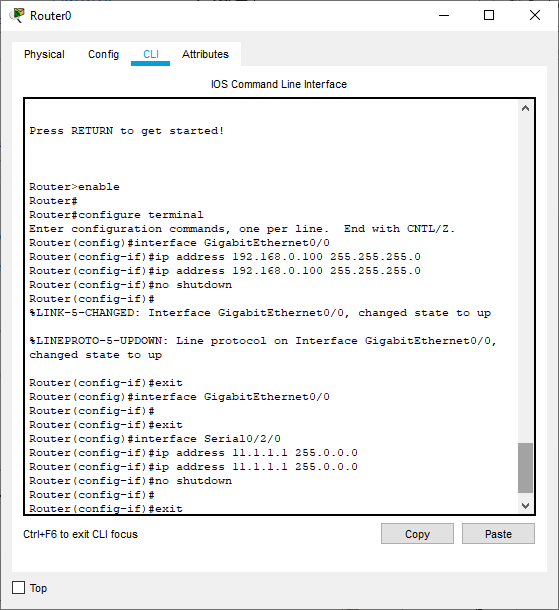 Router0
Physical Config CLI Attributes
IOS Command Line Interface
Press RETURN to get started!
Router>enable
Router#
Router#configure terminal
Enter configuration commands, one per line.  End with CNTL/Z.
Router(config)#interface GigabitEthernet0/0
Router(config-if)#ip address 192.168.0.100 255.255.255.0
Router(config-if)#ip address 192.168.0.100 255.255.255.0
Router(config-if)#no shutdown
Router(config-if)#
%LINK-5-CHANGED: Interface GigabitEthernet0/0, changed state to up
%LINEPROTO-5-UPDOWN: Line protocol on Interface GigabitEthernet0/0,
changed state to up
Router(config-if)#exit
Router(config)#interface GigabitEthernet0/0
Router(config-if)#
Router(config-if)#exit
Router(config)#interface Serial0/2/0
Router(config-if)#ip address 11.1.1.1 255.0.0.0
Router(config-if)#ip address 11.1.1.1 255.0.0.0
Router(config-if)#no shutdown
Router(config-if)#
Router(config-if)#exit
Ctrl+F6 to exit CLI focus
Copy Paste
Top